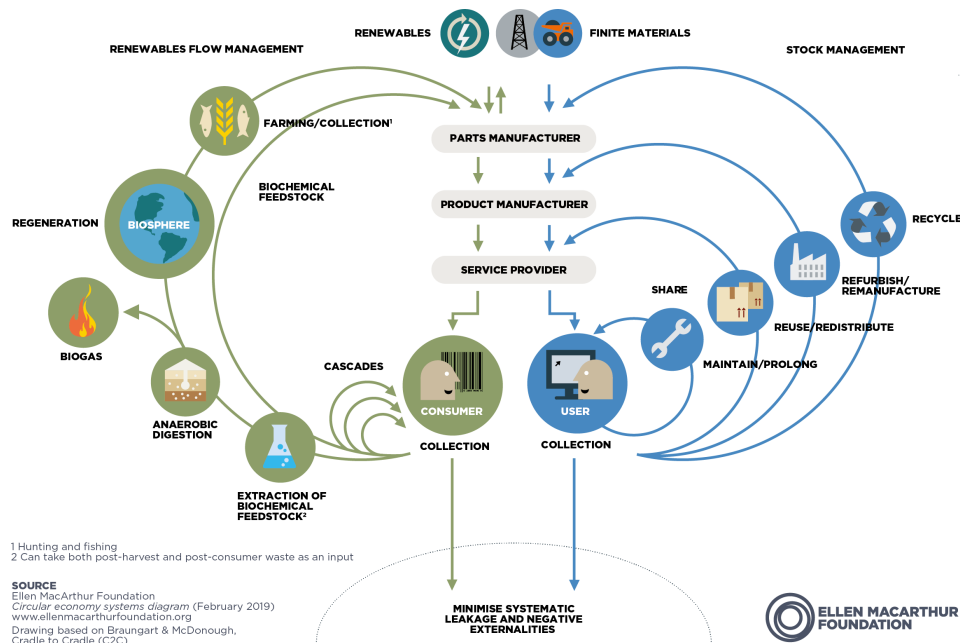 RENEWABLES
FINITE MATERIALS
RENEWABLES FLOW MANAGEMENT
STOCK MANAGEMENT
FARMING/COLLECTION¹
PARTS MANUFACTURER
BIOCHEMICAL
FEEDSTOCK
PRODUCT MANUFACTURER
REGENERATION
BIOSPHERE
RECYCLE
SERVICE PROVIDER
SHARE
REFURBISH/
REMANUFACTURE
REUSE/REDISTRIBUTE
BIOGAS
CASCADES
MAINTAIN/PROLONG
CONSUMER
USER
ANAEROBIC
DIGESTION
COLLECTION
COLLECTION
EXTRACTION OF
BIOCHEMICAL
FEEDSTOCK²
1 Hunting and fishing
2 Can take both post-harvest and post-consumer waste as an input
SOURCE
Ellen MacArthur Foundation
Circular economy systems diagram (February 2019)
www.ellenmacarthurfoundation.org
Drawing based on Braungart & McDonough,
Cradle to Cradle (C2C)
MINIMISE SYSTEMATIC
LEAKAGE AND NEGATIVE
EXTERNALITIES
ELLEN MACARTHUR
FOUNDATION